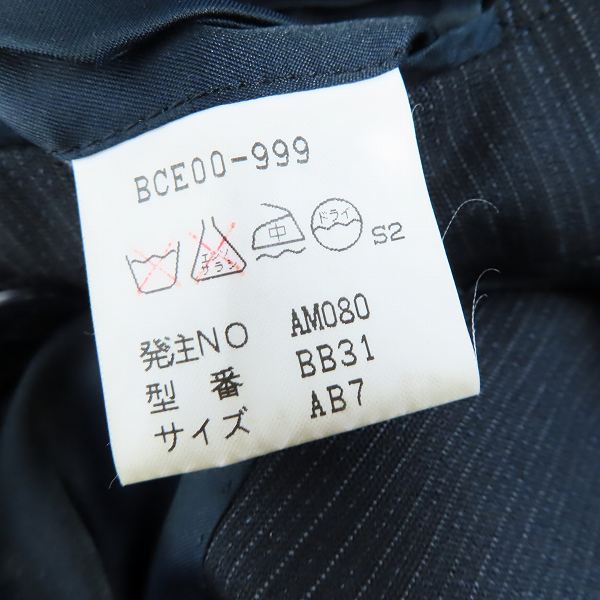 BCE00-999
エンソ サラシ 中 ドライ S2
発主NO AM080
型番 BB31
サイズ AB7